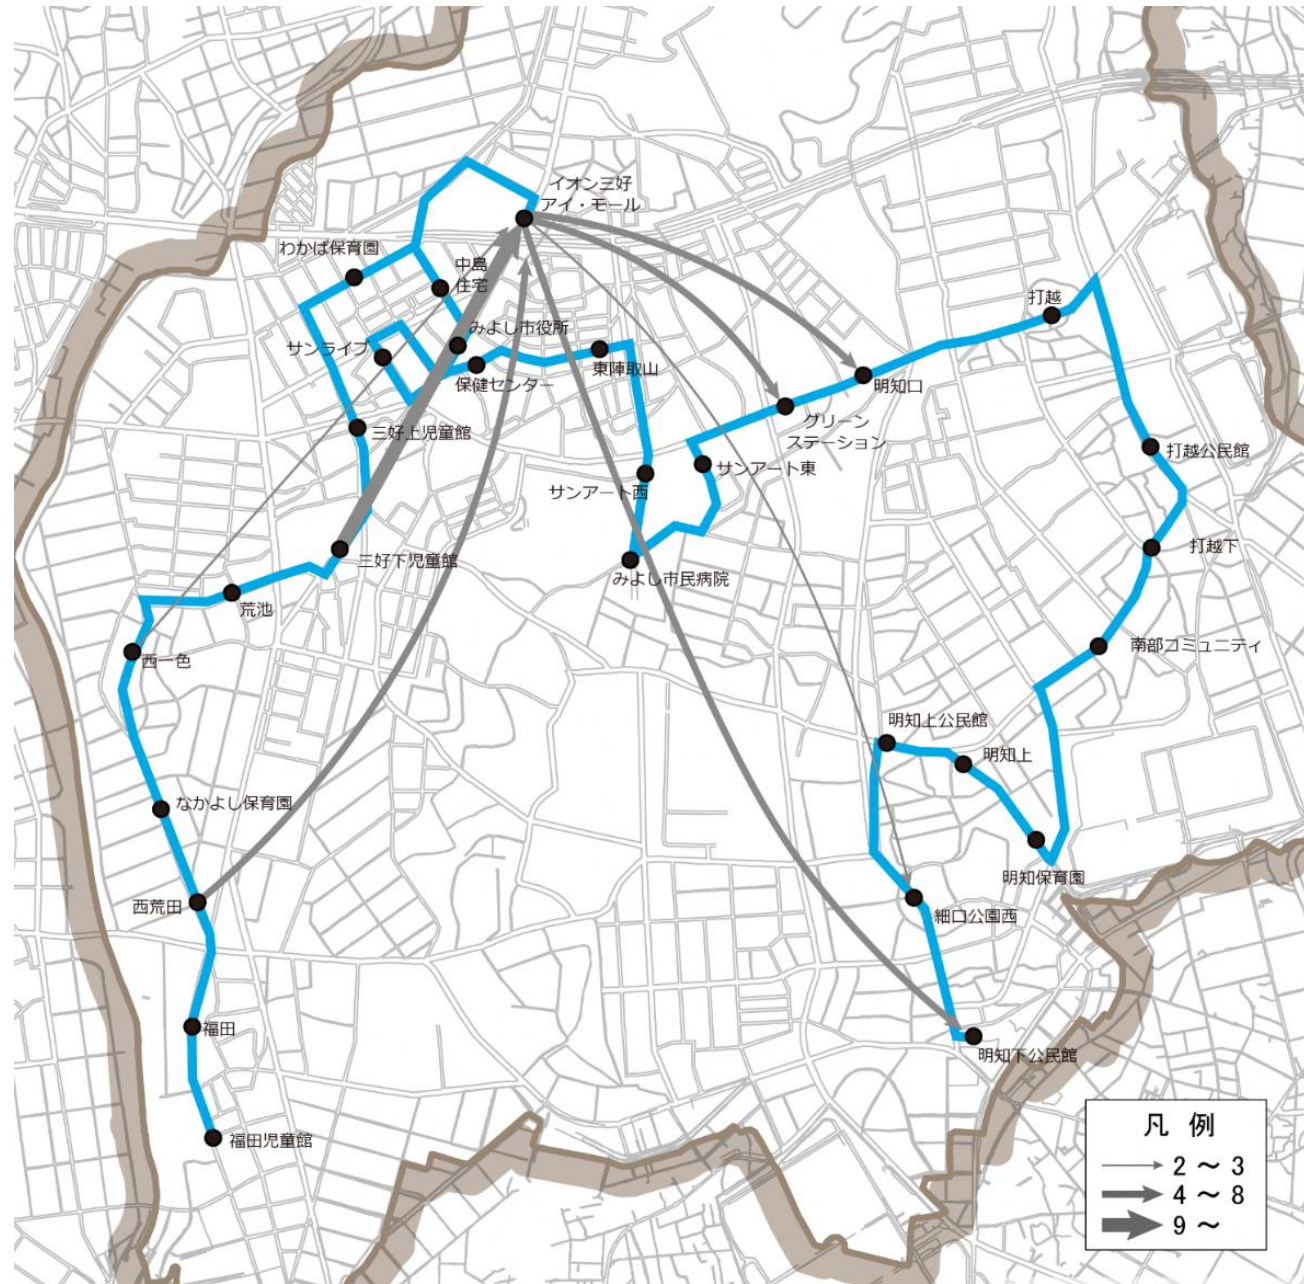 イオン三好
アイ・モール
わかば保育園
中島
住宅
みよし市役所
サンライブ
保健センター
東陣取山
打越
明知口
グリーン
ステーション
三好上児童館
サンアート東
打越公民館
サンアート西
打越下
三好下児童館
みよし市民病院
荒池
南部コミュニティ
西一色
明知上公民館
明知上
なかよし保育園
明知保育園
西荒田
細口公園西
福田
明知下公民館
福田児童館
凡 例
2 ～ 3
4 ～ 8
9 ～